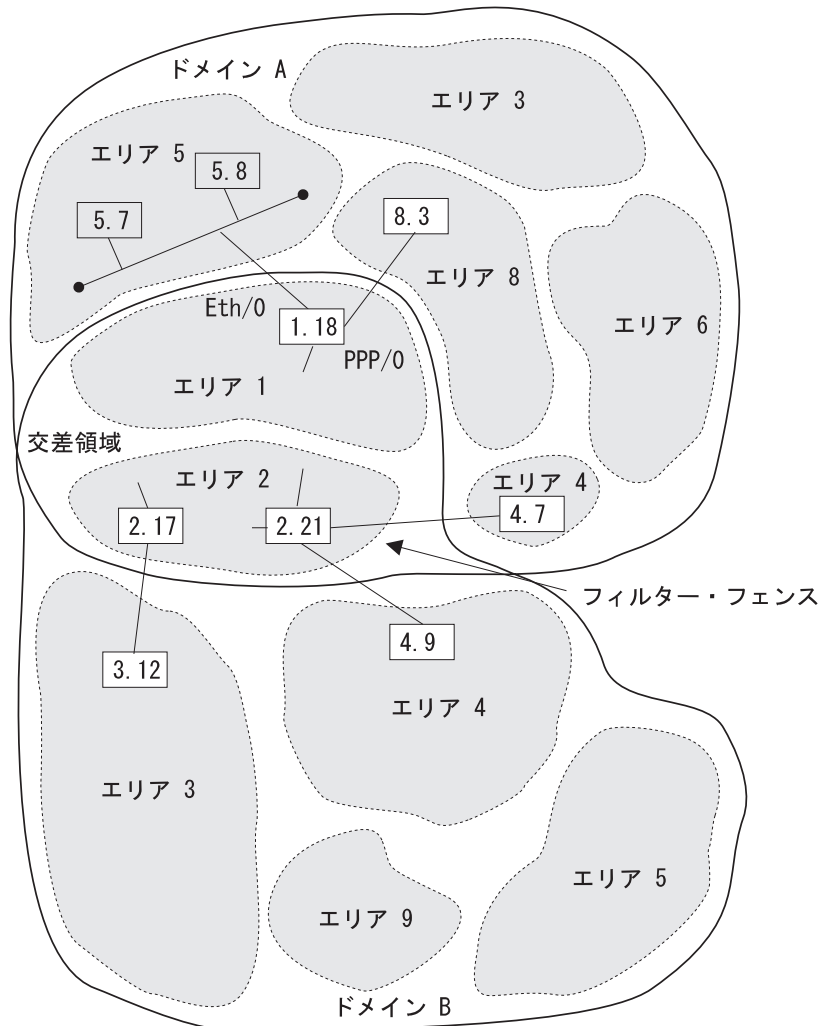 ドメイン A
エリア 3
エリア 5
5.8
5.7
8.3
エリア 8
Eth/0
1.18
エリア 6
PPP/0
エリア 1
交差領域
エリア 2
エリア 4
4.7
2.17
2.21
フィルター・フェンス
4.9
3.12
エリア 4
エリア 3
エリア 5
エリア 9
ドメイン B